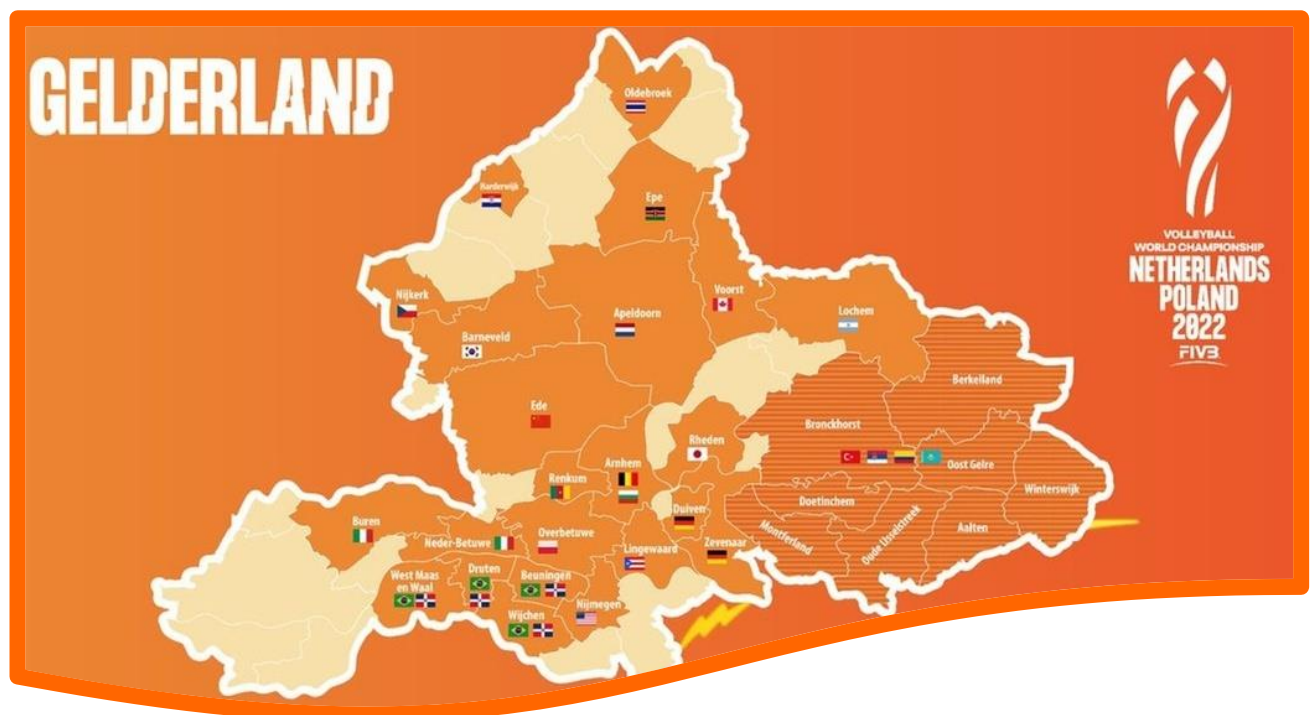 GELDERLAND
VOLLEYBALL
WORLD CHAMPIONSHIP
NETHERLANDS
POLAND
2022
FIVB
Oldebroek
Harderwijk
Epe
Nijkerk
Voorst
Apeldoorn
Lochem
Barneveld
Berkelland
Ede
Bronckhorst
Rheden
Arnhem
Oost Gelre
Renkum
Winterswijk
Doetinchem
Duiven
Buren
Aalten
Overbetuwe
Neder-Betuwe
Montferland
Oude IJsselstreek
Zevenaar
Lingewaard
Druten
West Maas
en Waal
Beuningen
Nijmegen
Wijchen